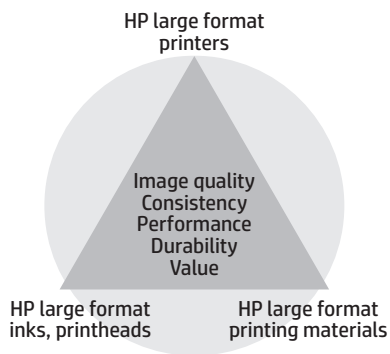 HP large format
printers
Image quality
Consistency
Performance
Durability
Value
HP large format
inks, printheads
HP large format
printing materials